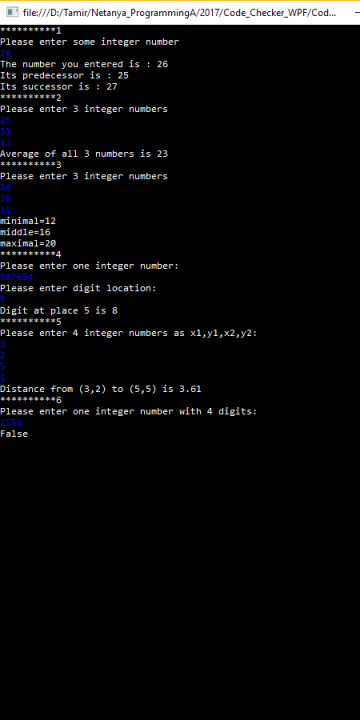 file:///D:/Tamir/Netanya_ProgrammingA/2017/Code_Checker_WPF/Cod...
**********1
Please enter some integer number
26
The number you entered is : 26
Its predecessor is : 25
Its successor is : 27
**********2
Please enter 3 integer numbers
25
31
13
Average of all 3 numbers is 23
**********3
Please enter 3 integer numbers
16
20
12
minimal=12
middle=16
maximal=20
**********4
Please enter one integer number:
987654
Please enter digit location:
5
Digit at place 5 is 8
**********5
Please enter 4 integer numbers as x1,y1,x2,y2:
3
2
5
5
Distance from (3,2) to (5,5) is 3.61
**********6
Please enter one integer number with 4 digits:
False